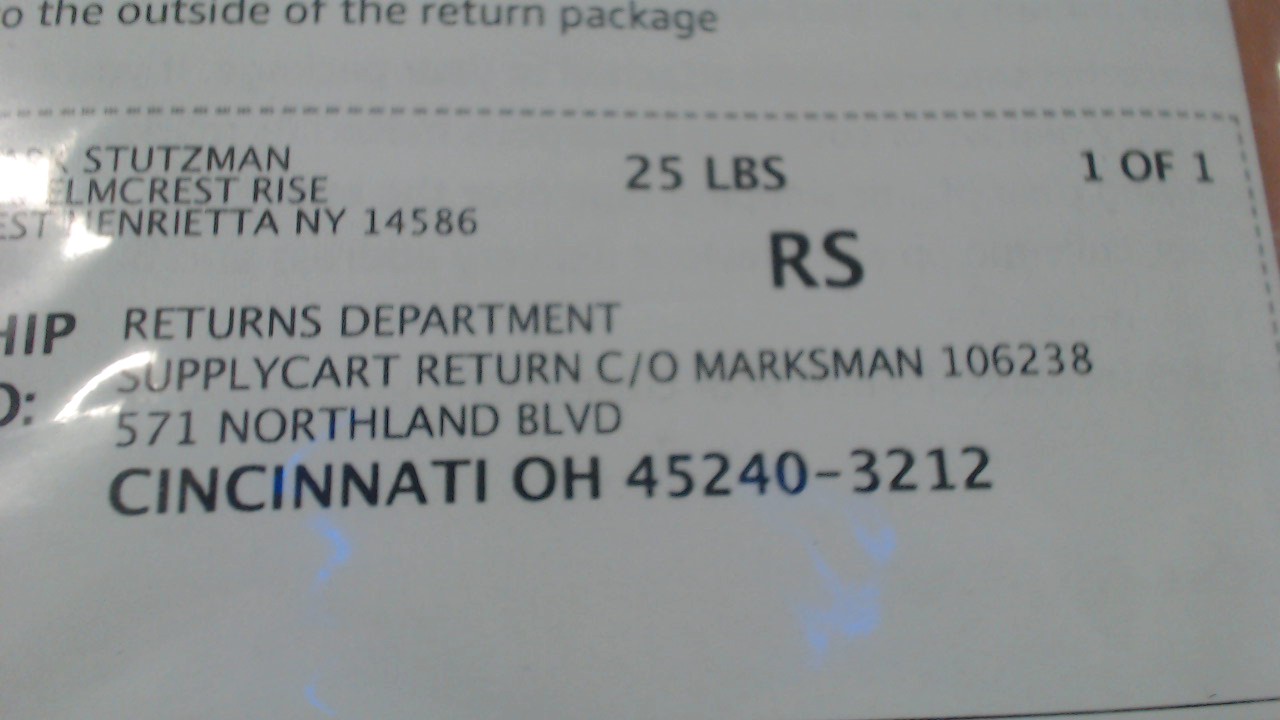 o the outside of the return package
STUTZMAN
ELMCREST RISE
EST HENRIETTA NY 14586
25 LBS
1 OF 1
RS
HIP
RETURNS DEPARTMENT
D:
SUPPLYCART RETURN C/O MARKSMAN 106238
571 NORTHLAND BLVD
CINCINNATI OH 45240-3212